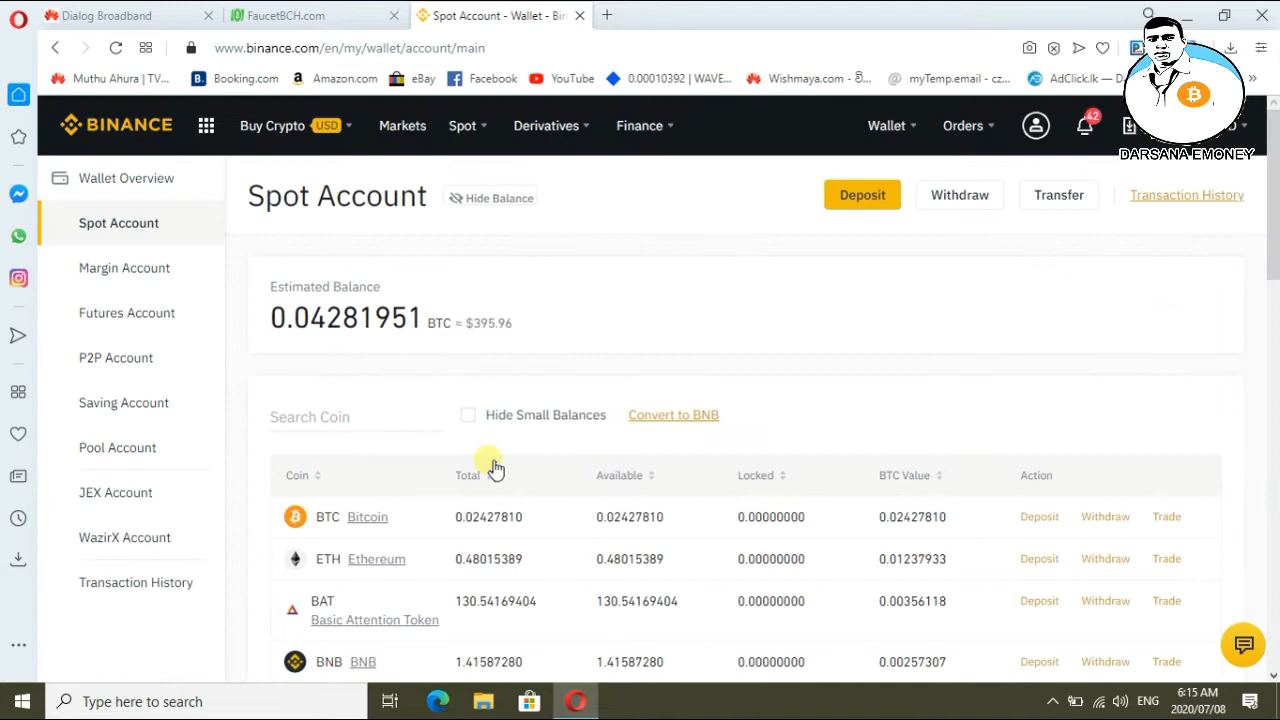 Dialog Broadband
FaucetBCH.com
Spot Account - Wallet - Bin
www.binance.com/en/my/wallet/account/main
Muthu Ahura | TV...
Booking.com
Amazon.com
eBay
Facebook
YouTube
0.00010392 | WAVE...
myTemp.email - cz...
AdClick.lk —
DARSANA EMONEY
BINANCE
Buy Crypto USD
Markets
Spot
Derivatives
Finance
Wallet
Orders
42
Wallet Overview
Spot Account
Margin Account
Futures Account
P2P Account
Saving Account
Pool Account
JEX Account
WazirX Account
Transaction History
Spot Account
Hide Balance
Deposit
Withdraw
Transfer
Transaction History
Estimated Balance
0.04281951 BTC ≈ $395.96
Search Coin
Hide Small Balances
Convert to BNB
Coin Total Available Locked BTC Value Action
BTC Bitcoin 0.02427810 0.02427810 0.00000000 0.02427810 Deposit Withdraw Trade
ETH Ethereum 0.48015389 0.48015389 0.00000000 0.01237933 Deposit Withdraw Trade
BAT 130.54169404 130.54169404 0.00000000 0.00356118 Deposit Withdraw Trade
Basic Attention Token
BNB BNB 1.41587280 1.41587280 0.00000000 0.00257307 Deposit Withdraw Trade
Type here to search
ENG
6:15 AM
2020/07/08